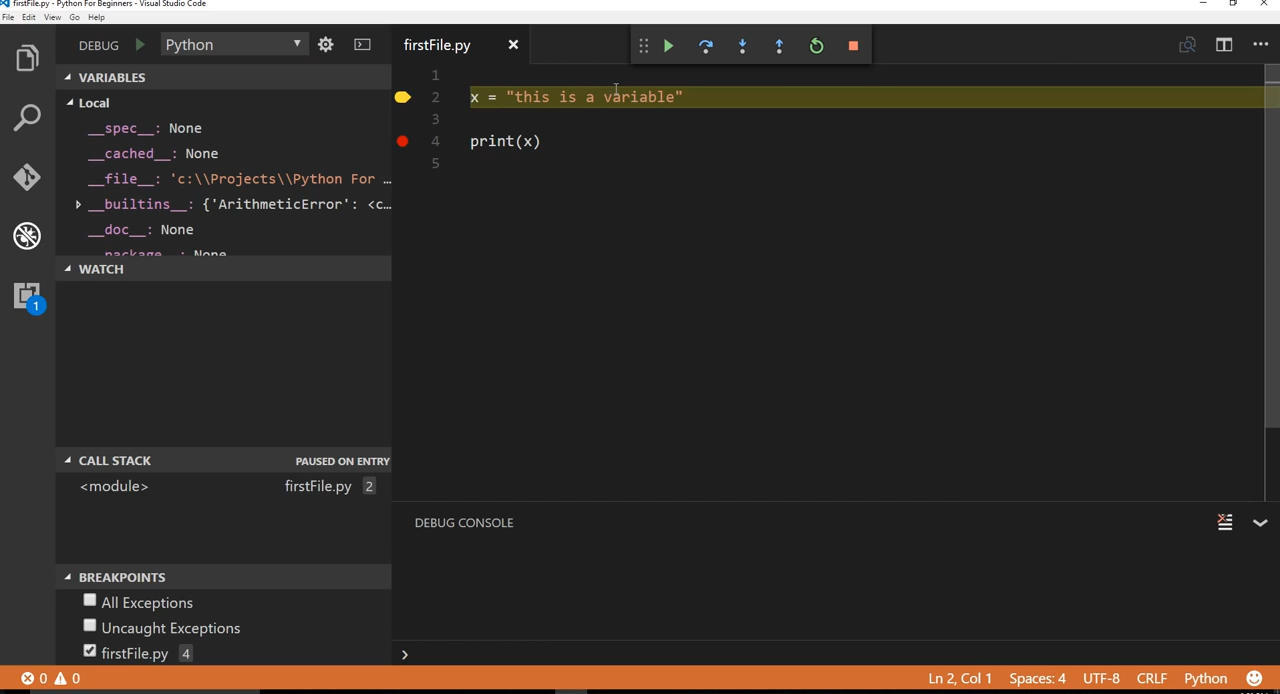 firstFile.py - Python For Beginners - Visual Studio Code
File Edit View Go Help
DEBUG Python
VARIABLES
Local
__spec__: None
__cached__: None
__file__: 'c:\\Projects\\Python For …
__builtins__: {'ArithmeticError': <c…
__doc__: None
__package__: None
WATCH
CALL STACK PAUSED ON ENTRY
<module> firstFile.py 2
BREAKPOINTS
All Exceptions
Uncaught Exceptions
firstFile.py 4
1
firstFile.py
1
2 x = "this is a variable"
3
4 print(x)
5
DEBUG CONSOLE
0 0 Ln 2, Col 1 Spaces: 4 UTF-8 CRLF Python